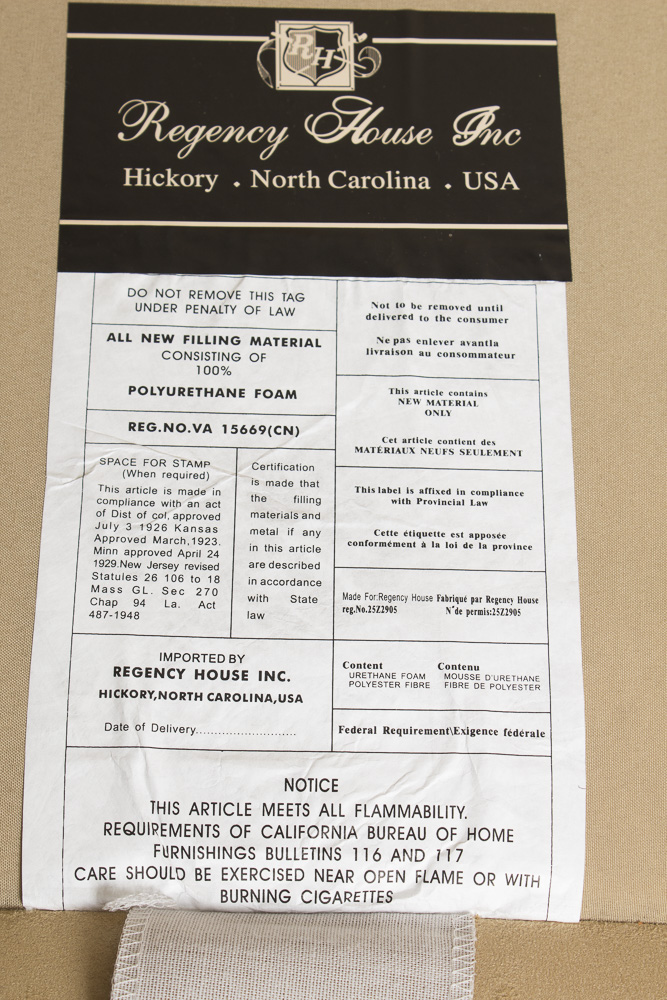 RH
Regency House Inc
Hickory . North Carolina . USA
DO NOT REMOVE THIS TAG
UNDER PENALTY OF LAW
ALL NEW FILLING MATERIAL
CONSISTING OF
100%
POLYURETHANE FOAM
REG.NO.VA 15669(CN)
SPACE FOR STAMP
(When required)
This article is made in
compliance with an act
of Dist of col, approved
July 3 1926 Kansas
Approved March,1923.
Minn approved April 24
1929.New Jersey revised
Statules 26 106 to 18
Mass GL. Sec 270
Chap 94 La. Act
487-1948
Certification
is made that
the filling
materials and
metal if any
in this article
are described
in accordance
with State
law
IMPORTED BY
REGENCY HOUSE INC.
HICKORY,NORTH CAROLINA,USA
Date of Delivery...........................
Not to be removed until
delivered to the consumer
Ne pas enlever avantla
livraison au consommateur
This article contains
NEW MATERIAL
ONLY
Cet article contient des
MATÉRIAUX NEUFS SEULEMENT
This label is affixed in compliance
with Provincial Law
Cette étiquette est apposée
conformément à la loi de la province
Made For:Regency House Fabriqué par Regency House
reg.No.25Z2905 N°de permis:25Z2905
Content Contenu
URETHANE FOAM MOUSSE D'URETHANE
POLYESTER FIBRE FIBRE DE POLYESTER
Federal Requirement\Exigence fédérale
NOTICE
THIS ARTICLE MEETS ALL FLAMMABILITY.
REQUIREMENTS OF CALIFORNIA BUREAU OF HOME
FURNISHINGS BULLETINS 116 AND 117
CARE SHOULD BE EXERCISED NEAR OPEN FLAME OR WITH
BURNING CIGARETTES